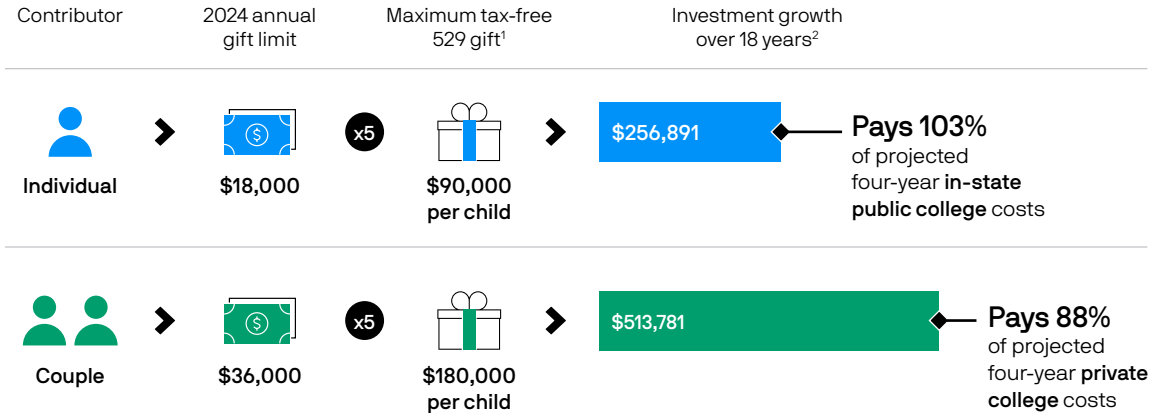 Contributor
2024 annual
gift limit
Maximum tax-free
529 gift¹
Investment growth
over 18 years²
Individual
$
$18,000
x5
$90,000
per child
$256,891
Pays 103%
of projected
four-year in-state
public college costs
Couple
$
$36,000
x5
$180,000
per child
$513,781
Pays 88%
of projected
four-year private
college costs